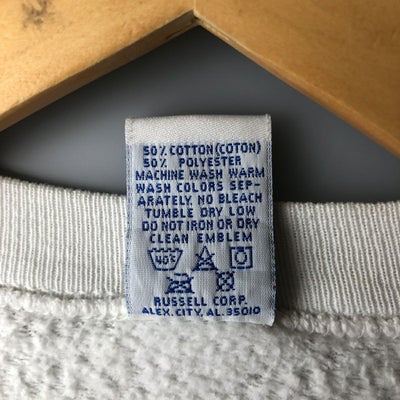 50% COTTON (COTON)
50% POLYESTER
MACHINE WASH WARM
WASH COLORS SEP-
ARATELY. NO BLEACH
TUMBLE DRY LOW
DO NOT IRON OR DRY
CLEAN EMBLEM
40°C
RUSSELL CORP.
ALEX. CITY, AL. 35010